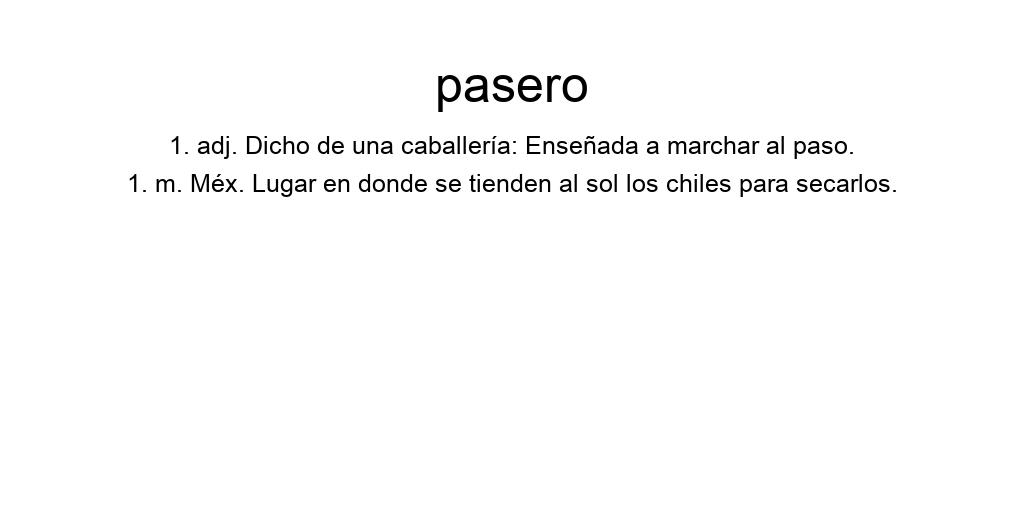 pasero
1. adj. Dicho de una caballería: Enseñada a marchar al paso.
1. m. Méx. Lugar en donde se tienden al sol los chiles para secarlos.